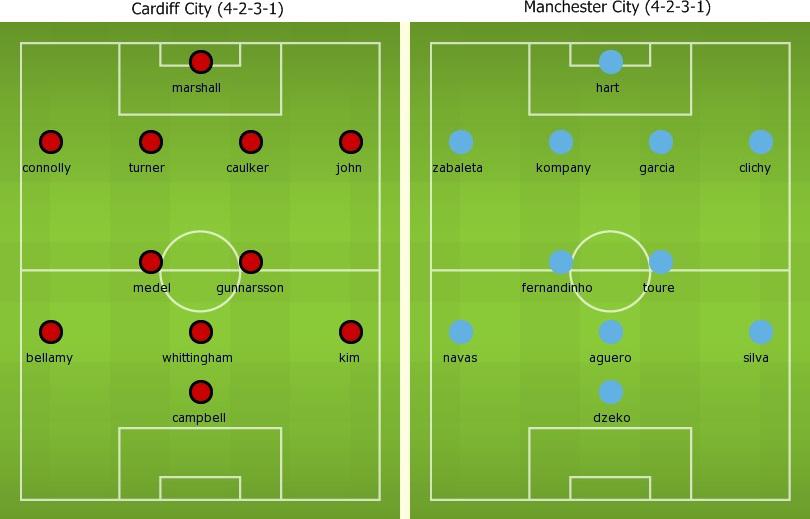 Cardiff City (4-2-3-1)
marshall
connolly turner caulker john
medel gunnarsson
bellamy whittingham kim
campbell
Manchester City (4-2-3-1)
hart
zabaleta kompany garcia clichy
fernandinho toure
navas aguero silva
dzeko